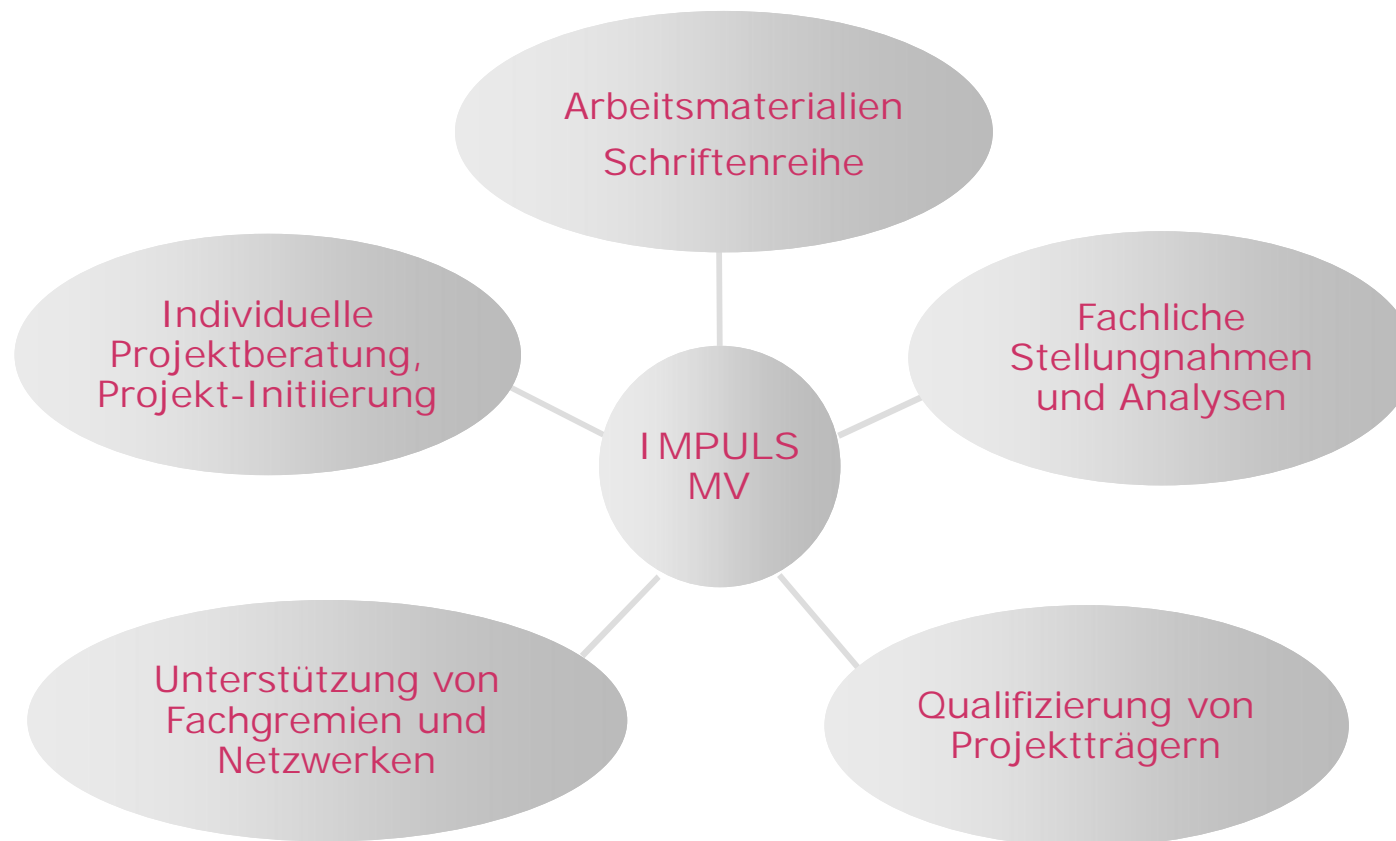 Arbeitsmaterialien
Schriftenreihe
Individuelle
Projektberatung,
Projekt-Initiierung
Fachliche
Stellungnahmen
und Analysen
IMPULS
MV
Unterstützung von
Fachgremien und
Netzwerken
Qualifizierung von
Projektträgern